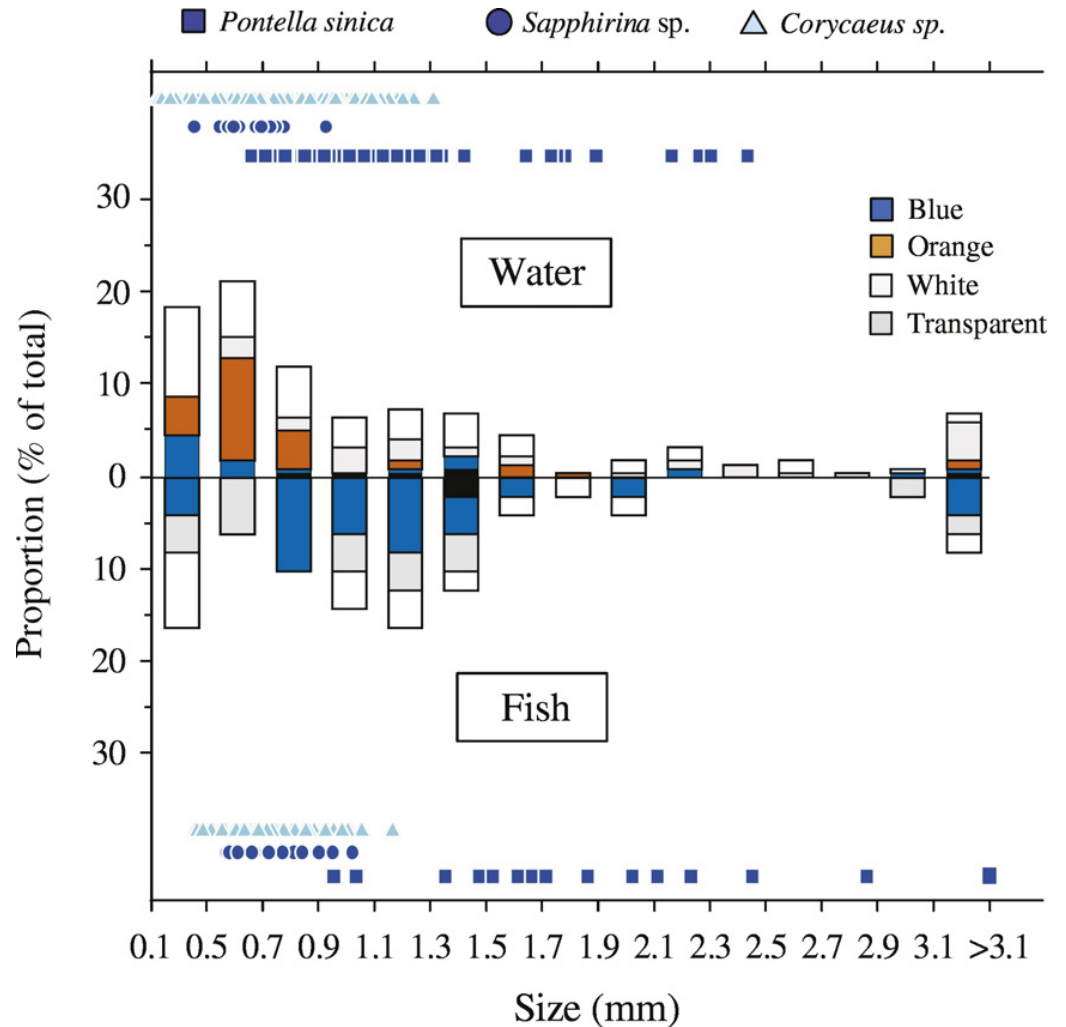 Pontella sinica Sapphirina sp. Corycaeus sp.
30
Blue
Orange
Water
20
White
Transparent
10
0
10
20
Fish
30
Proportion (% of total)
0.1 0.5 0.7 0.9 1.1 1.3 1.5 1.7 1.9 2.1 2.3 2.5 2.7 2.9 3.1 >3.1
Size (mm)